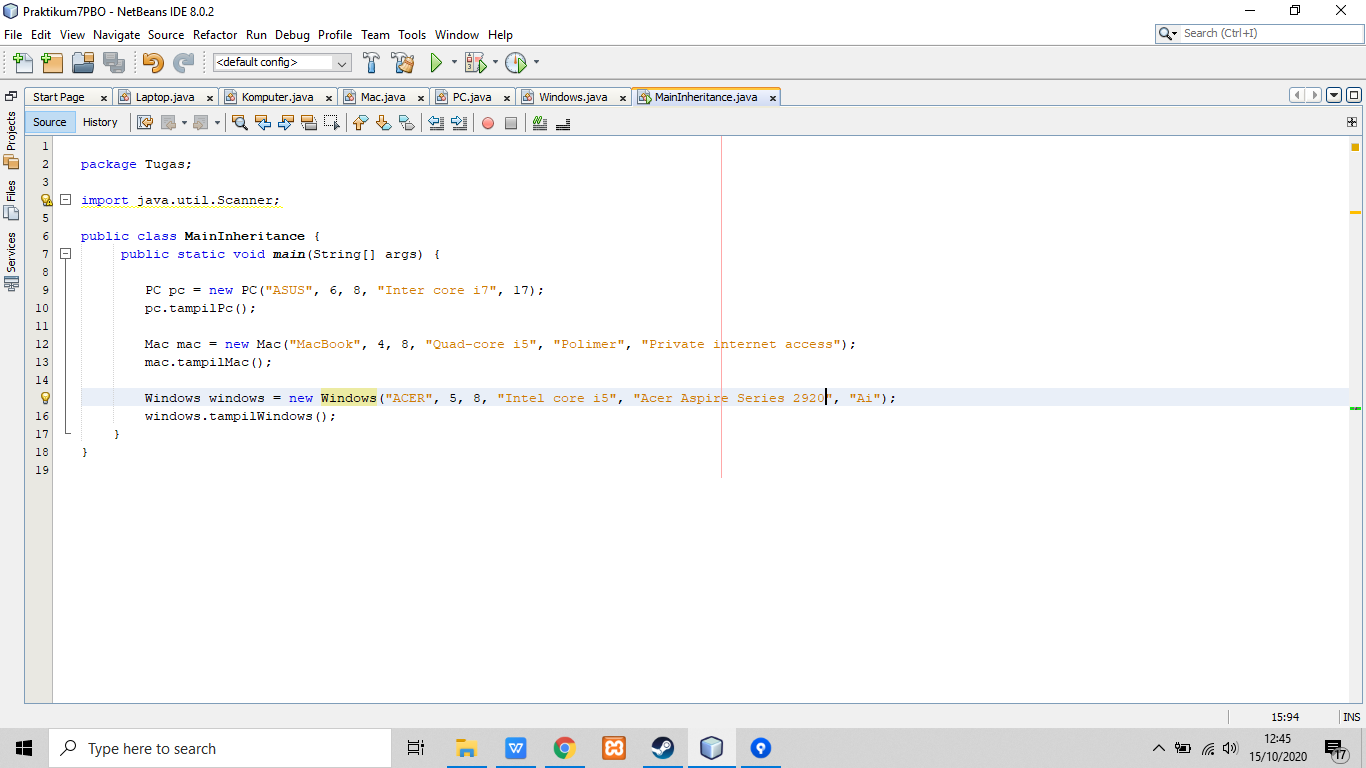 Praktikum7PBO - NetBeans IDE 8.0.2
File Edit View Navigate Source Refactor Run Debug Profile Team Tools Window Help
Search (Ctrl+I)
<default config>
Start Page Laptop.java Komputer.java Mac.java PC.java Windows.java MainInheritance.java
Source History
Projects
Files
Services
1
2 package Tugas;
3
import java.util.Scanner;
5
6 public class MainInheritance {
7 public static void main(String[] args) {
8
9 PC pc = new PC("ASUS", 6, 8, "Inter core i7", 17);
10 pc.tampilPc();
11
12 Mac mac = new Mac("MacBook", 4, 8, "Quad-core i5", "Polimer", "Private internet access");
13 mac.tampilMac();
14
Windows windows = new Windows("ACER", 5, 8, "Intel core i5", "Acer Aspire Series 2920", "Ai");
16 windows.tampilWindows();
17 }
18 }
19
15:94 INS
Type here to search
12:45
15/10/2020
17